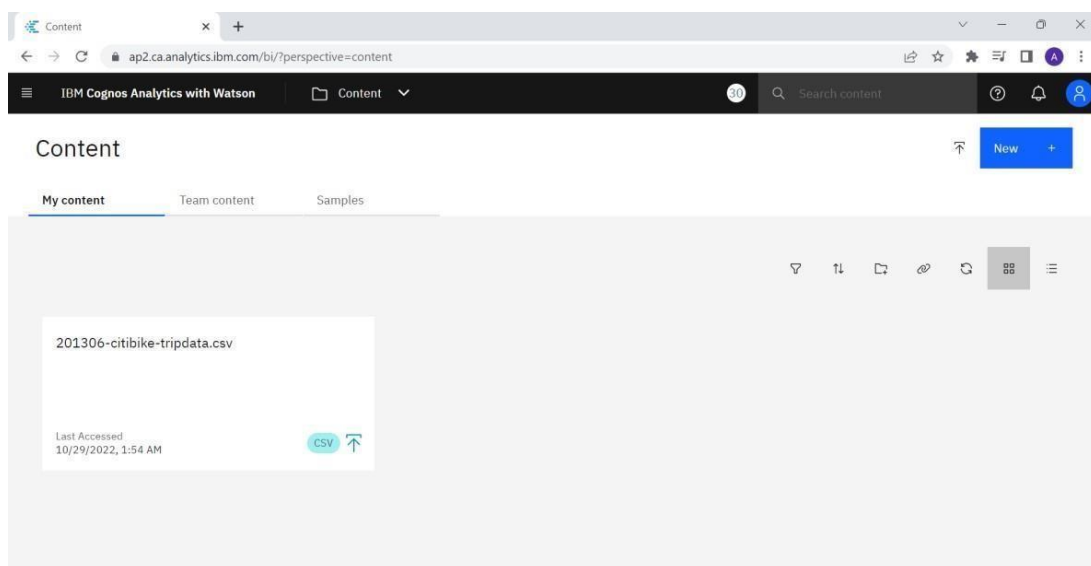 Content
ap2.ca.analytics.ibm.com/bi/?perspective=content
A
IBM Cognos Analytics with Watson
Content
30
Search content
Content
New +
My content
Team content
Samples
201306-citibike-tripdata.csv
Last Accessed
10/29/2022, 1:54 AM
CSV